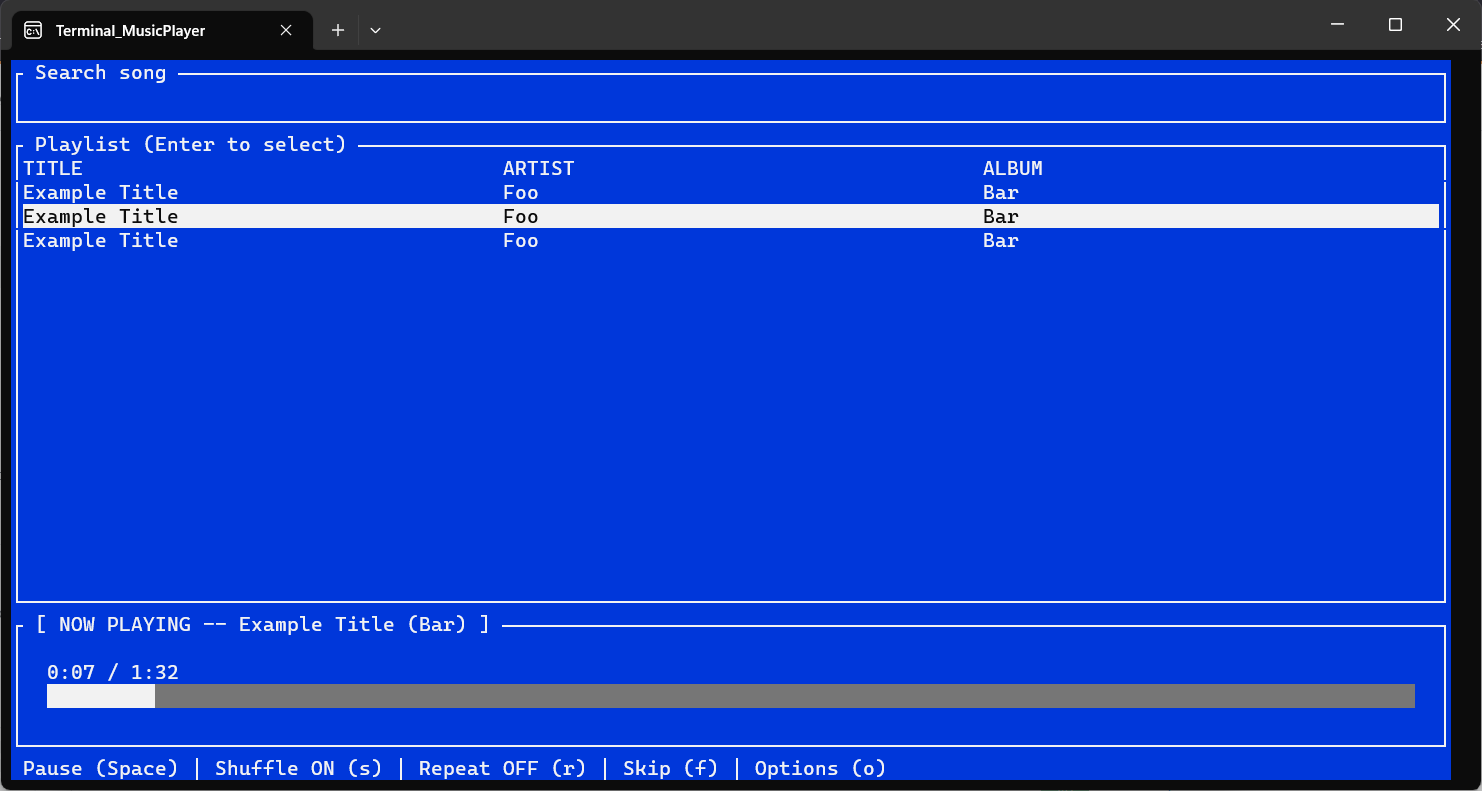 Terminal_MusicPlayer
Search song
Playlist (Enter to select)
TITLE ARTIST ALBUM
Example Title Foo Bar
Example Title Foo Bar
Example Title Foo Bar
[ NOW PLAYING -- Example Title (Bar) ]
0:07 / 1:32
Pause (Space) | Shuffle ON (s) | Repeat OFF (r) | Skip (f) | Options (o)